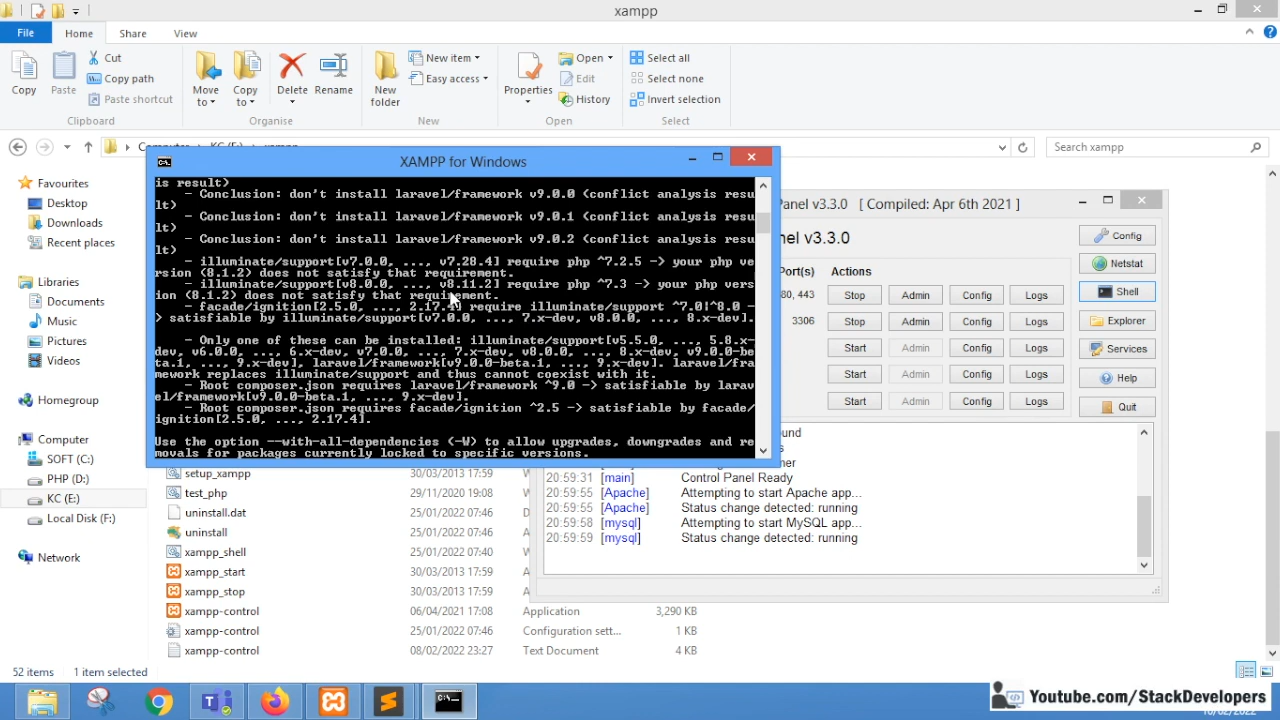 xampp
File Home Share View
Copy Paste Cut Copy path Paste shortcut
Clipboard
Move to Copy to Delete Rename
Organise
New folder New item Easy access
New
Properties Open Edit History
Open
Select all Select none Invert selection
Select
Search xampp
Favourites
Desktop
Downloads
Recent places
Libraries
Documents
Music
Pictures
Videos
Homegroup
Computer
SOFT (C:)
PHP (D:)
KC (E:)
Local Disk (F:)
Network
XAMPP for Windows
is result)
- Conclusion: don't install laravel/framework v9.0.0 (conflict analysis resu
lt)
- Conclusion: don't install laravel/framework v9.0.1 (conflict analysis resu
lt)
- Conclusion: don't install laravel/framework v9.0.2 (conflict analysis resu
lt)
- illuminate/support[v7.0.0, ..., v7.28.4] require php ^7.2.5 -> your php ve
rsion (8.1.2) does not satisfy that requirement.
- illuminate/support[v8.0.0, ..., v8.11.2] require php ^7.3 -> your php vers
ion (8.1.2) does not satisfy that requirement.
- facade/ignition[2.5.0, ..., 2.17.4] require illuminate/support ^7.0|^8.0 -
> satisfiable by illuminate/support[v7.0.0, ..., 7.x-dev, v8.0.0, ..., 8.x-dev].
- Only one of these can be installed: illuminate/support[v5.5.0, ..., 5.8.x-
dev, v6.0.0, ..., 6.x-dev, v7.0.0, ..., 7.x-dev, v8.0.0, ..., 8.x-dev, v9.0.0-be
ta.1, ..., 9.x-dev], laravel/framework[v9.0.0-beta.1, ..., 9.x-dev]. laravel/fra
mework replaces illuminate/support and thus cannot coexist with it.
- Root composer.json requires laravel/framework ^9.0 -> satisfiable by larav
el/framework[v9.0.0-beta.1, ..., 9.x-dev].
- Root composer.json requires facade/ignition ^2.5 -> satisfiable by facade/
ignition[2.5.0, ..., 2.17.4].
Use the option --with-all-dependencies (-W) to allow upgrades, downgrades and re
movals for packages currently locked to specific versions.
Panel v3.3.0 [ Compiled: Apr 6th 2021 ]
nel v3.3.0
Port(s) Actions
80, 443 Stop Admin Config Logs
3306 Stop Admin Config Logs
Start Admin Config Logs
Start Admin Config Logs
Start Admin Config Logs
Config
Netstat
Shell
Explorer
Services
Help
Quit
20:59:31 [main] Control Panel Ready
20:59:55 [Apache] Attempting to start Apache app...
20:59:55 [Apache] Status change detected: running
20:59:58 [mysql] Attempting to start MySQL app...
20:59:59 [mysql] Status change detected: running
setup_xampp 30/03/2013 17:59
test_php 29/11/2020 19:08
uninstall.dat 25/01/2022 07:46
uninstall 25/01/2022 07:46
xampp_shell 25/01/2022 07:40
xampp_start 30/03/2013 17:59
xampp_stop 30/03/2013 17:59
xampp-control 06/04/2021 17:08 Application 3,290 KB
xampp-control 25/01/2022 07:46 Configuration sett... 1 KB
xampp-control 08/02/2022 23:27 Text Document 4 KB
52 items 1 item selected
Youtube.com/StackDevelopers